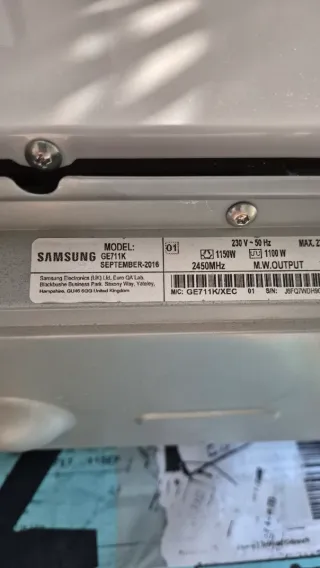 SAMSUNG
MODEL:
GE711K
SEPTEMBER-2016
Samsung Electronics (UK) Ltd, Euro QA Lab,
Blackbushe Business Park, Saxony Way, Yateley,
Hampshire, GU46 6GG United Kingdom
01
230 V ~ 50 Hz
MAX.
1150W
1100 W
2450MHz
M.W.OUTPUT
M/C: GE711K/XEC 01 S/N: